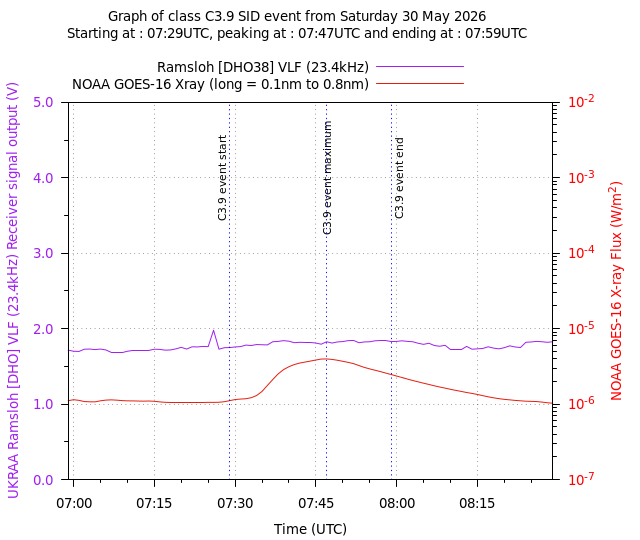 Graph of class C3.9 SID event from Saturday 30 May 2026
Starting at : 07:29UTC, peaking at : 07:47UTC and ending at : 07:59UTC
Ramsloh [DHO38] VLF (23.4kHz)
NOAA GOES-16 Xray (long = 0.1nm to 0.8nm)
UKRAA Ramsloh [DHO] VLF (23.4kHz) Receiver signal output (V)
5.0
4.0
3.0
2.0
1.0
0.0
C3.9 event start
C3.9 event maximum
C3.9 event end
10-2
10-3
10-4
10-5
10-6
10-7
NOAA GOES-16 X-ray Flux (W/m2)
07:00 07:15 07:30 07:45 08:00 08:15
Time (UTC)